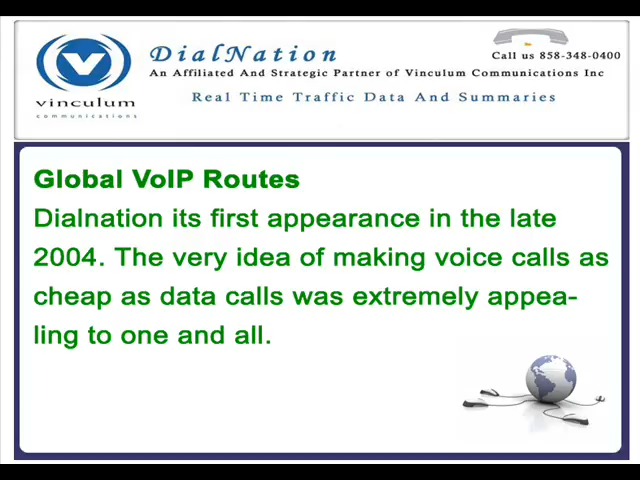 DialNation
Call us 858-348-0400
An Affiliated And Strategic Partner of Vinculum Communications Inc
vinculum
communications
Real Time Traffic Data And Summaries
Global VoIP Routes
Dialnation its first appearance in the late
2004. The very idea of making voice calls as
cheap as data calls was extremely appea-
ling to one and all.